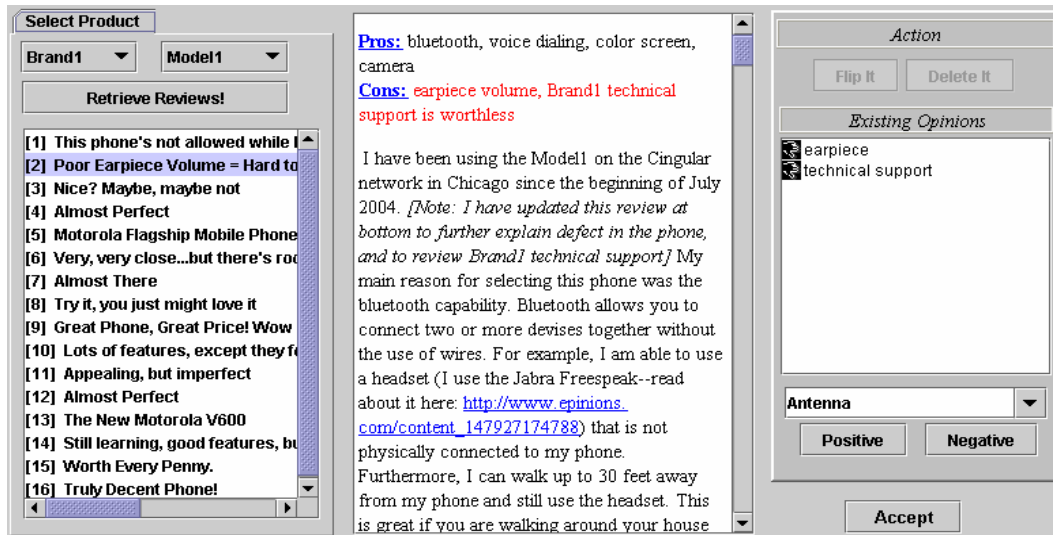 Select Product
Brand1
Model1
Retrieve Reviews!
[1] This phone's not allowed while
[2] Poor Earpiece Volume = Hard to
[3] Nice? Maybe, maybe not
[4] Almost Perfect
[5] Motorola Flagship Mobile Phone
[6] Very, very close...but there's
[7] Almost There
[8] Try it, you just might love it
[9] Great Phone, Great Price! Wow
[10] Lots of features, except they
[11] Appealing, but imperfect
[12] Almost Perfect
[13] The New Motorola V600
[14] Still learning, good features,
[15] Worth Every Penny.
[16] Truly Decent Phone!
Pros: bluetooth, voice dialing, color screen,
camera
Cons: earpiece volume, Brand1 technical
support is worthless
I have been using the Model1 on the Cingular
network in Chicago since the beginning of July
2004. [Note: I have updated this review at
bottom to further explain defect in the phone,
and to review Brand1 technical support] My
main reason for selecting this phone was the
bluetooth capability. Bluetooth allows you to
connect two or more devises together without
the use of wires. For example, I am able to use
a headset (I use the Jabra Freespeak--read
about it here: http://www.epinions.
com/content_147927174788) that is not
physically connected to my phone.
Furthermore, I can walk up to 30 feet away
from my phone and still use the headset. This
is great if you are walking around your house
Action
Flip It
Delete It
Existing Opinions
earpiece
technical support
Antenna
Positive
Negative
Accept